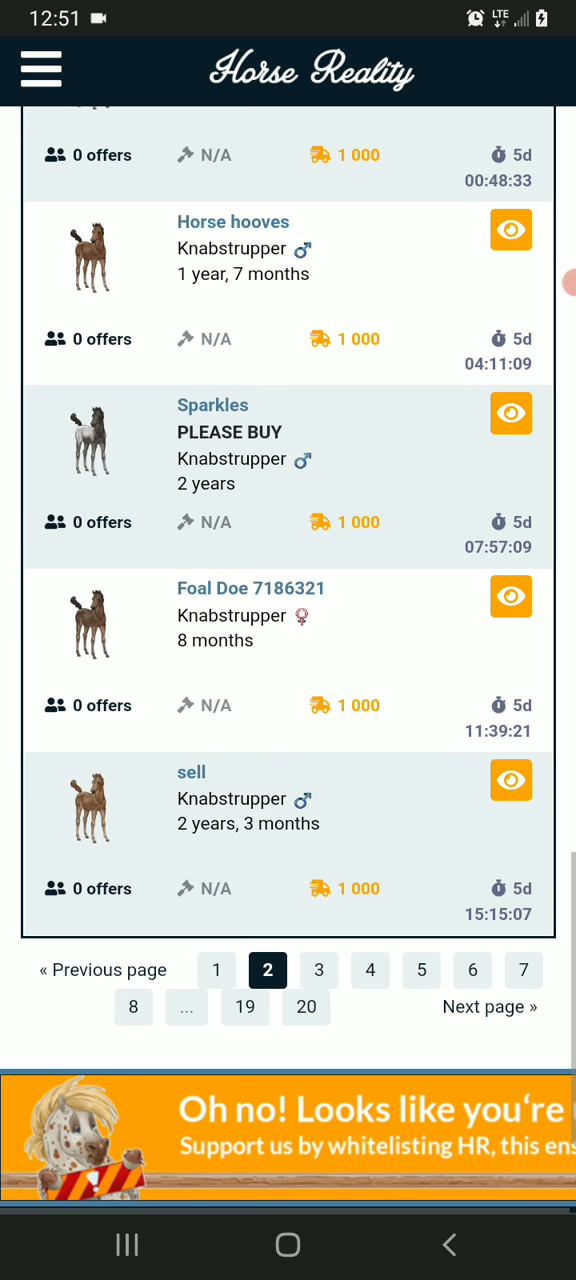 12:51
LTE
Horse Reality
0 offers N/A 1 000 5d
00:48:33
Horse hooves
Knabstrupper
1 year, 7 months
0 offers N/A 1 000 5d
04:11:09
Sparkles
PLEASE BUY
Knabstrupper
2 years
0 offers N/A 1 000 5d
07:57:09
Foal Doe 7186321
Knabstrupper
8 months
0 offers N/A 1 000 5d
11:39:21
sell
Knabstrupper
2 years, 3 months
0 offers N/A 1 000 5d
15:15:07
« Previous page 1 2 3 4 5 6 7
8 ... 19 20 Next page »
Oh no! Looks like you're
Support us by whitelisting HR, this ens